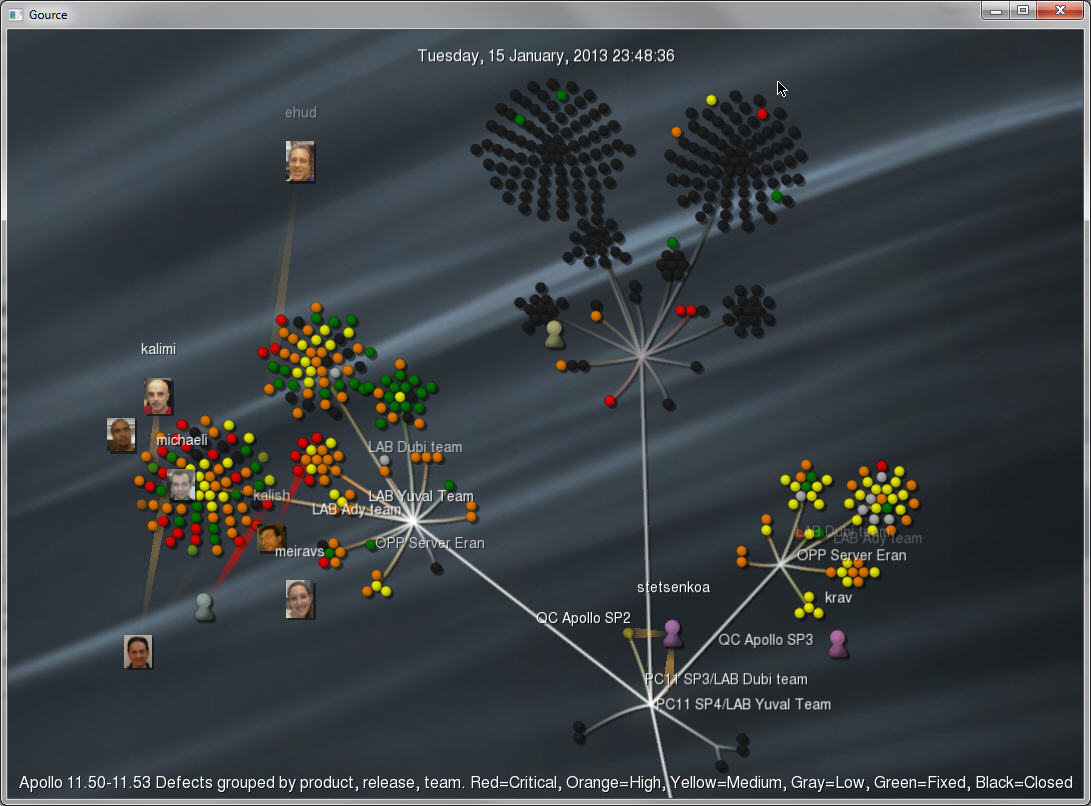 Gource
Tuesday, 15 January, 2013 23:48:36
ehud
kalimi
michaeli
LAB Dubi team
kalish
LAB Yuval Team
LAB Ady team
OPP Server Eran
meiravs
LAB Dubi team
LAB Ady team
OPP Server Eran
stetsenkoa
krav
QC Apollo SP2
QC Apollo SP3
PC11 SP3/LAB Dubi team
PC11 SP4/LAB Yuval Team
Apollo 11.50-11.53 Defects grouped by product, release, team. Red=Critical, Orange=High, Yellow=Medium, Gray=Low, Green=Fixed, Black=Closed